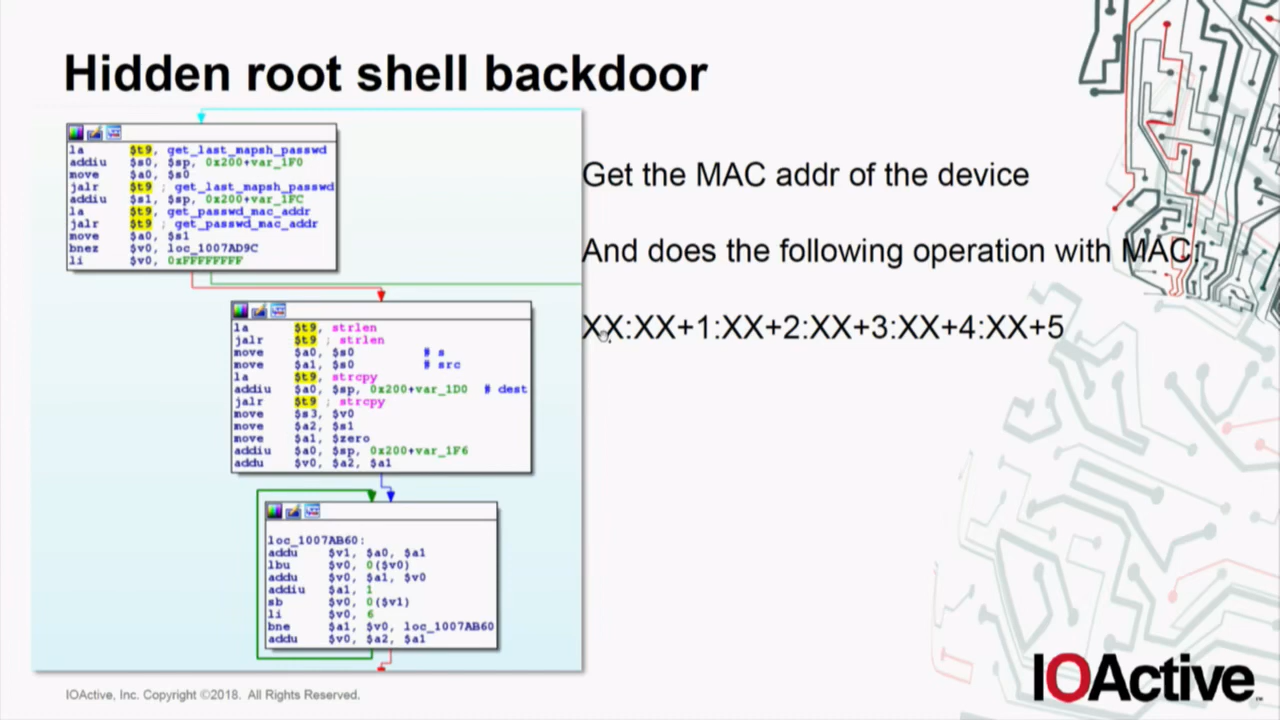 Hidden root shell backdoor
la $t9, get_last_mapsh_passwd
addiu $s0, $sp, 0x200+var_1F0
move $a0, $s0
jalr $t9 ; get_last_mapsh_passwd
addiu $s1, $sp, 0x200+var_1FC
la $t9, get_passwd_mac_addr
jalr $t9 ; get_passwd_mac_addr
move $a0, $s1
bnez $v0, loc_1007AD9C
li $v0, 0xFFFFFFFF
la $t9, strlen
jalr $t9 ; strlen
move $a0, $s0 # s
move $a1, $s0 # src
la $t9, strcpy
addiu $a0, $sp, 0x200+var_1D0 # dest
jalr $t9 ; strcpy
move $s3, $v0
move $a2, $s1
move $a1, $zero
addiu $a0, $sp, 0x200+var_1F6
addu $v0, $a2, $a1
loc_1007AB60:
addu $v1, $a0, $a1
lbu $v0, 0($v0)
addu $v0, $a1, $v0
addiu $a1, 1
sb $v0, 0($v1)
li $v0, 6
bne $a1, $v0, loc_1007AB60
addu $v0, $a2, $a1
Get the MAC addr of the device
And does the following operation with MAC:
XX:XX+1:XX+2:XX+3:XX+4:XX+5
IOActive, Inc. Copyright ©2018. All Rights Reserved.
IOActive™